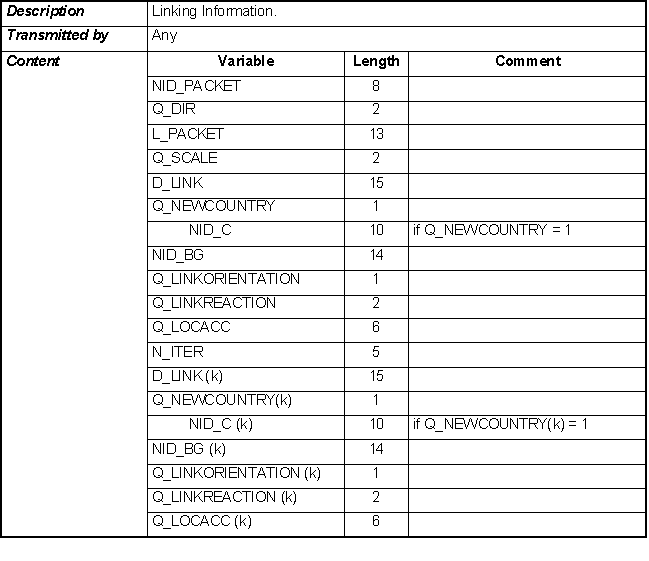 Description Linking Information.
Transmitted by Any
Content Variable Length Comment
NID_PACKET 8
Q_DIR 2
L_PACKET 13
Q_SCALE 2
D_LINK 15
Q_NEWCOUNTRY 1
NID_C 10 if Q_NEWCOUNTRY = 1
NID_BG 14
Q_LINKORIENTATION 1
Q_LINKREACTION 2
Q_LOCACC 6
N_ITER 5
D_LINK (k) 15
Q_NEWCOUNTRY(k) 1
NID_C (k) 10 if Q_NEWCOUNTRY(k) = 1
NID_BG (k) 14
Q_LINKORIENTATION (k) 1
Q_LINKREACTION (k) 2
Q_LOCACC (k) 6